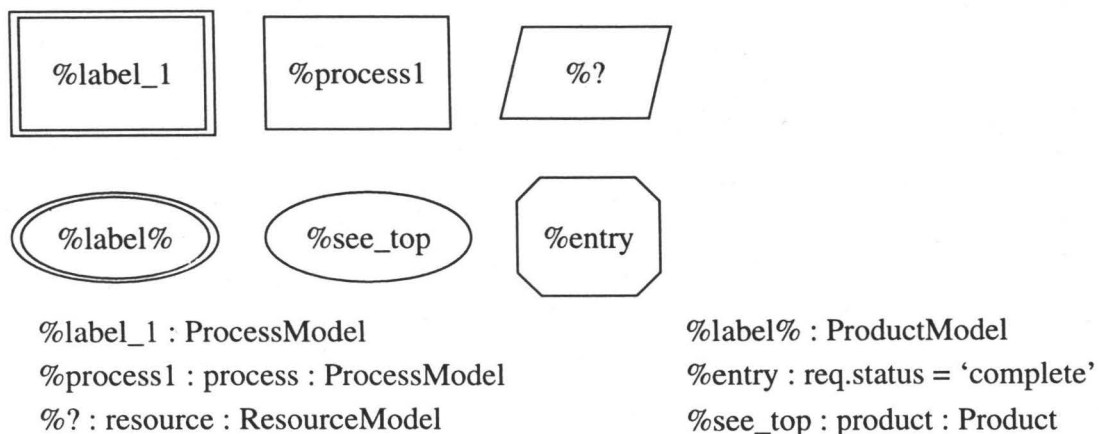 %label_1
%process1
%?
%label%
%see_top
%entry
%label_1 : ProcessModel
%process1 : process : ProcessModel
%? : resource : ResourceModel
%label% : ProductModel
%entry : req.status = ‘complete’
%see_top : product : Product